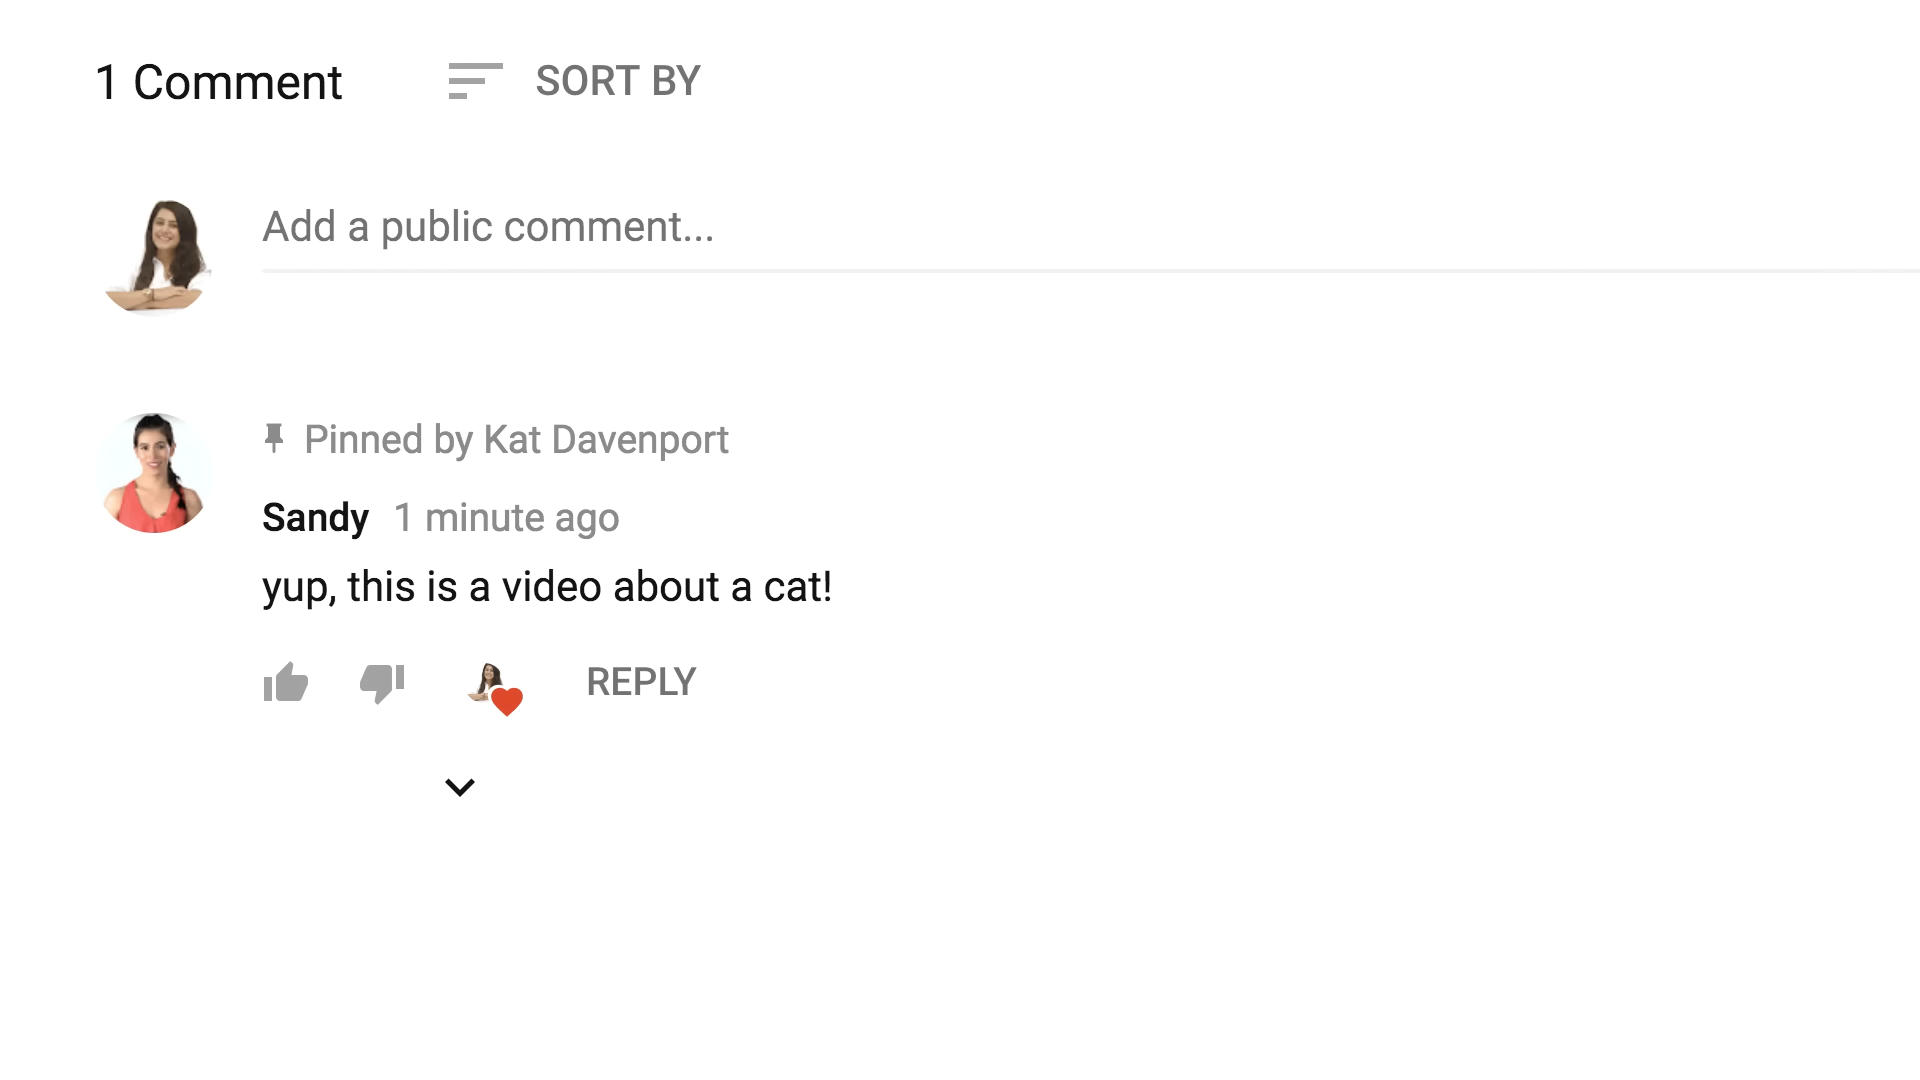 1 Comment SORT BY
Add a public comment...
Pinned by Kat Davenport
Sandy 1 minute ago
yup, this is a video about a cat!
REPLY